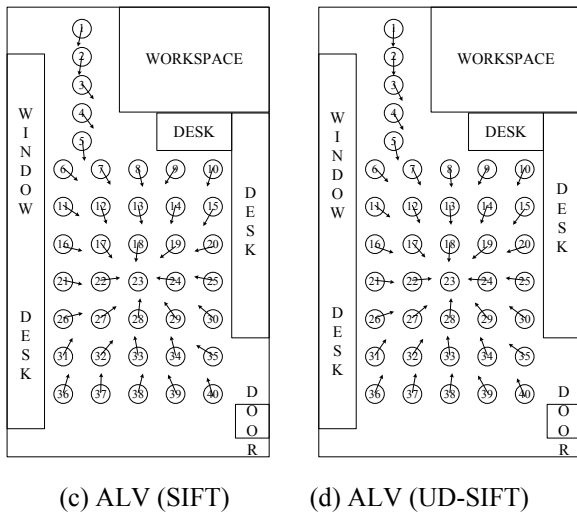 1
2
WORKSPACE
3
4
DESK
5
WINDOW
6 7 8 9 10
11 12 13 14 15
DESK
16 17 18 19 20
21 22 23 24 25
DESK
26 27 28 29 30
31 32 33 34 35
36 37 38 39 40
DOOR
(c) ALV (SIFT)
1
2
WORKSPACE
3
4
DESK
5
WINDOW
6 7 8 9 10
11 12 13 14 15
DESK
16 17 18 19 20
21 22 23 24 25
DESK
26 27 28 29 30
31 32 33 34 35
36 37 38 39 40
DOOR
(d) ALV (UD-SIFT)